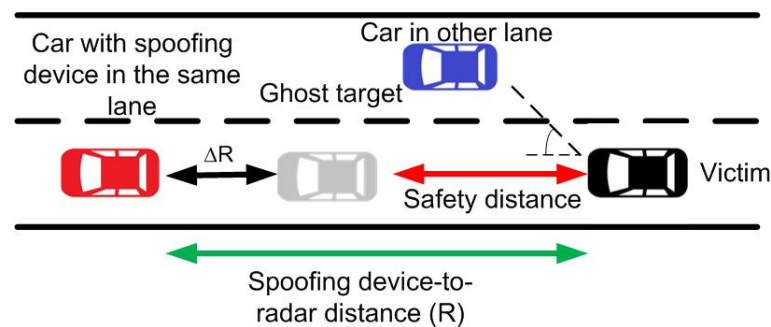 Car with spoofing
device in the same
lane
Car in other lane
Ghost target
ΔR
Safety distance
Victim
Spoofing device-to-
radar distance (R)